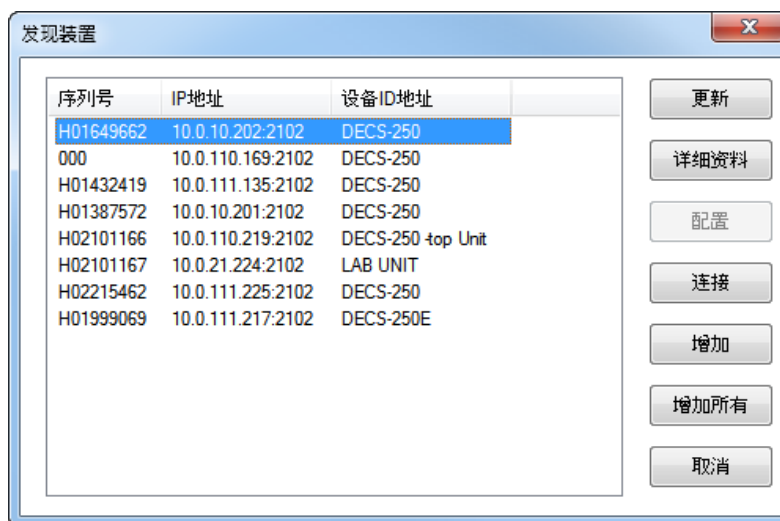 发现装置
序列号 IP地址 设备ID地址
H01649662 10.0.10.202:2102 DECS-250
000 10.0.110.169:2102 DECS-250
H01432419 10.0.111.135:2102 DECS-250
H01387572 10.0.10.201:2102 DECS-250
H02101166 10.0.110.219:2102 DECS-250 -top Unit
H02101167 10.0.21.224:2102 LAB UNIT
H02215462 10.0.111.225:2102 DECS-250
H01999069 10.0.111.217:2102 DECS-250E
更新
详细资料
配置
连接
增加
增加所有
取消